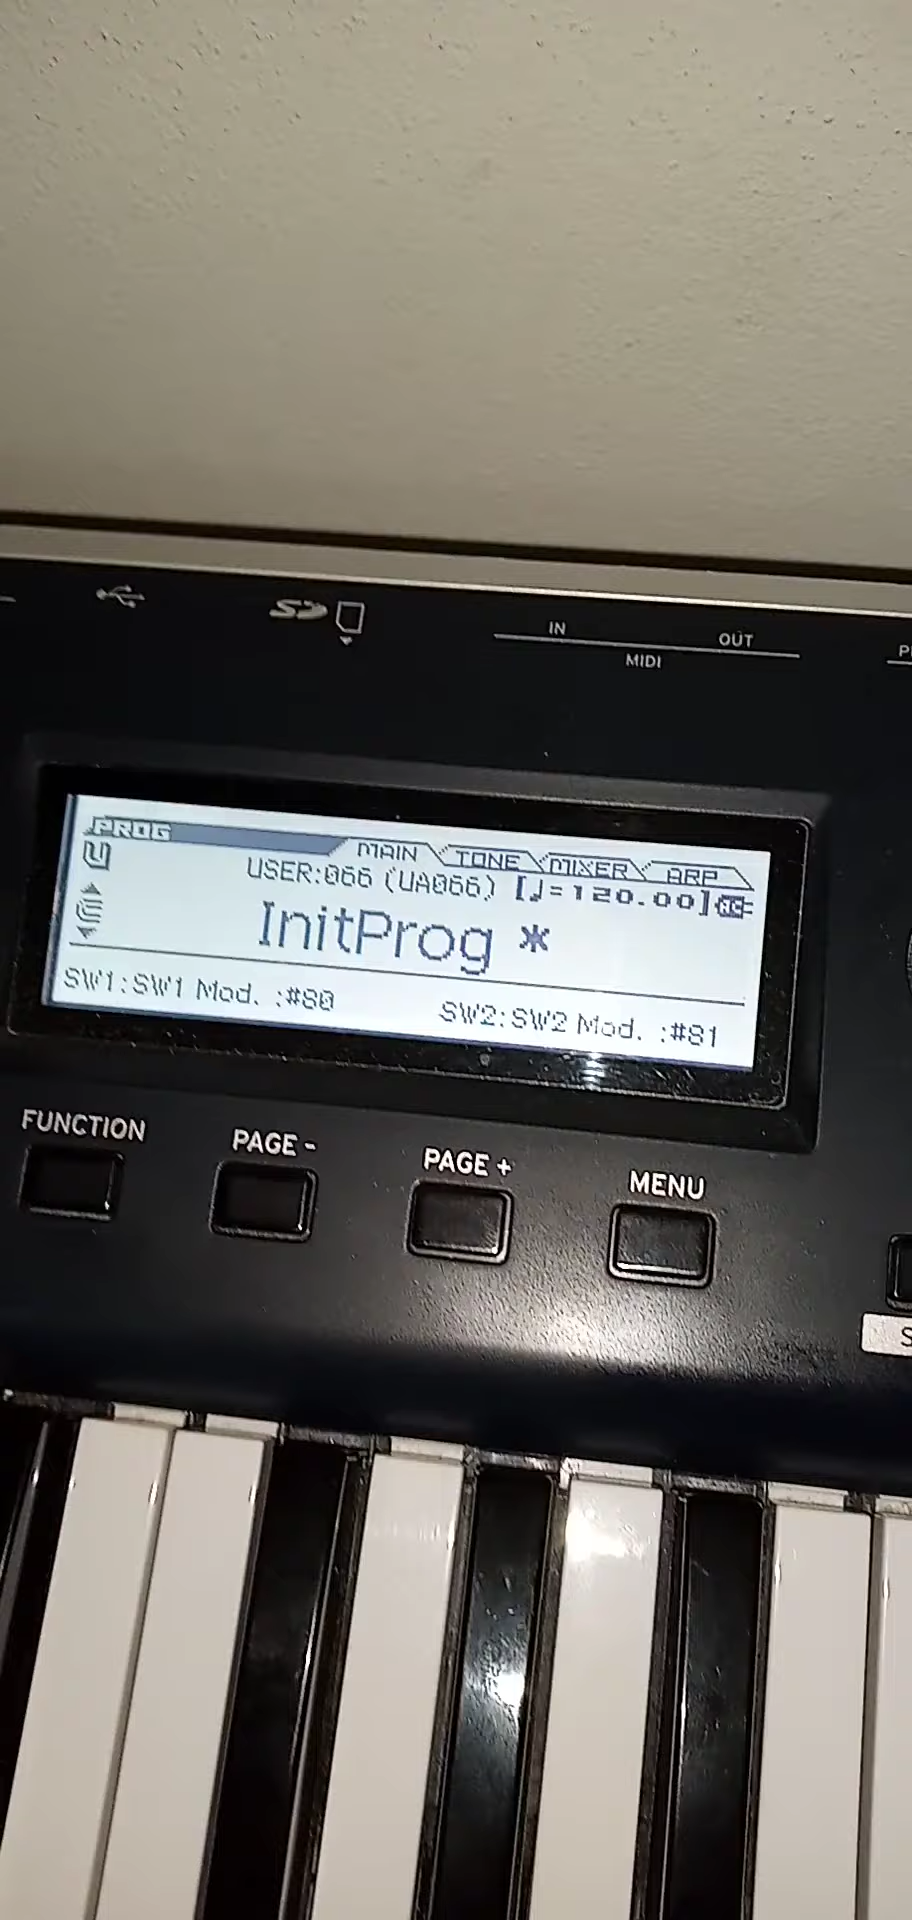 SD
IN OUT
MIDI
PROG MAIN TONE MIXER ARP
U USER:066 (UA066) [♩=120.00]
InitProg *
SW1:SW1 Mod. :#80 SW2:SW2 Mod. :#81
FUNCTION PAGE - PAGE + MENU